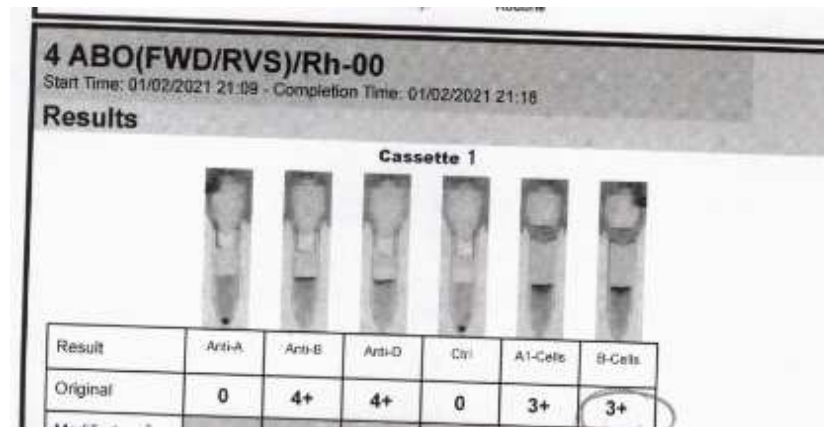 4 ABO(FWD/RVS)/Rh-00
Start Time: 01/02/2021 21:09 - Completion Time: 01/02/2021 21:18
Results
Cassette 1
Result Anti-A Anti-B Anti-D Ctrl A1-Cells B-Cells
Original 0 4+ 4+ 0 3+ 3+